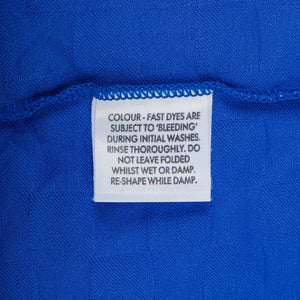 COLOUR - FAST DYES ARE
SUBJECT TO 'BLEEDING'
DURING INITIAL WASHES.
RINSE THOROUGHLY. DO
NOT LEAVE FOLDED
WHILST WET OR DAMP.
RE-SHAPE WHILE DAMP.